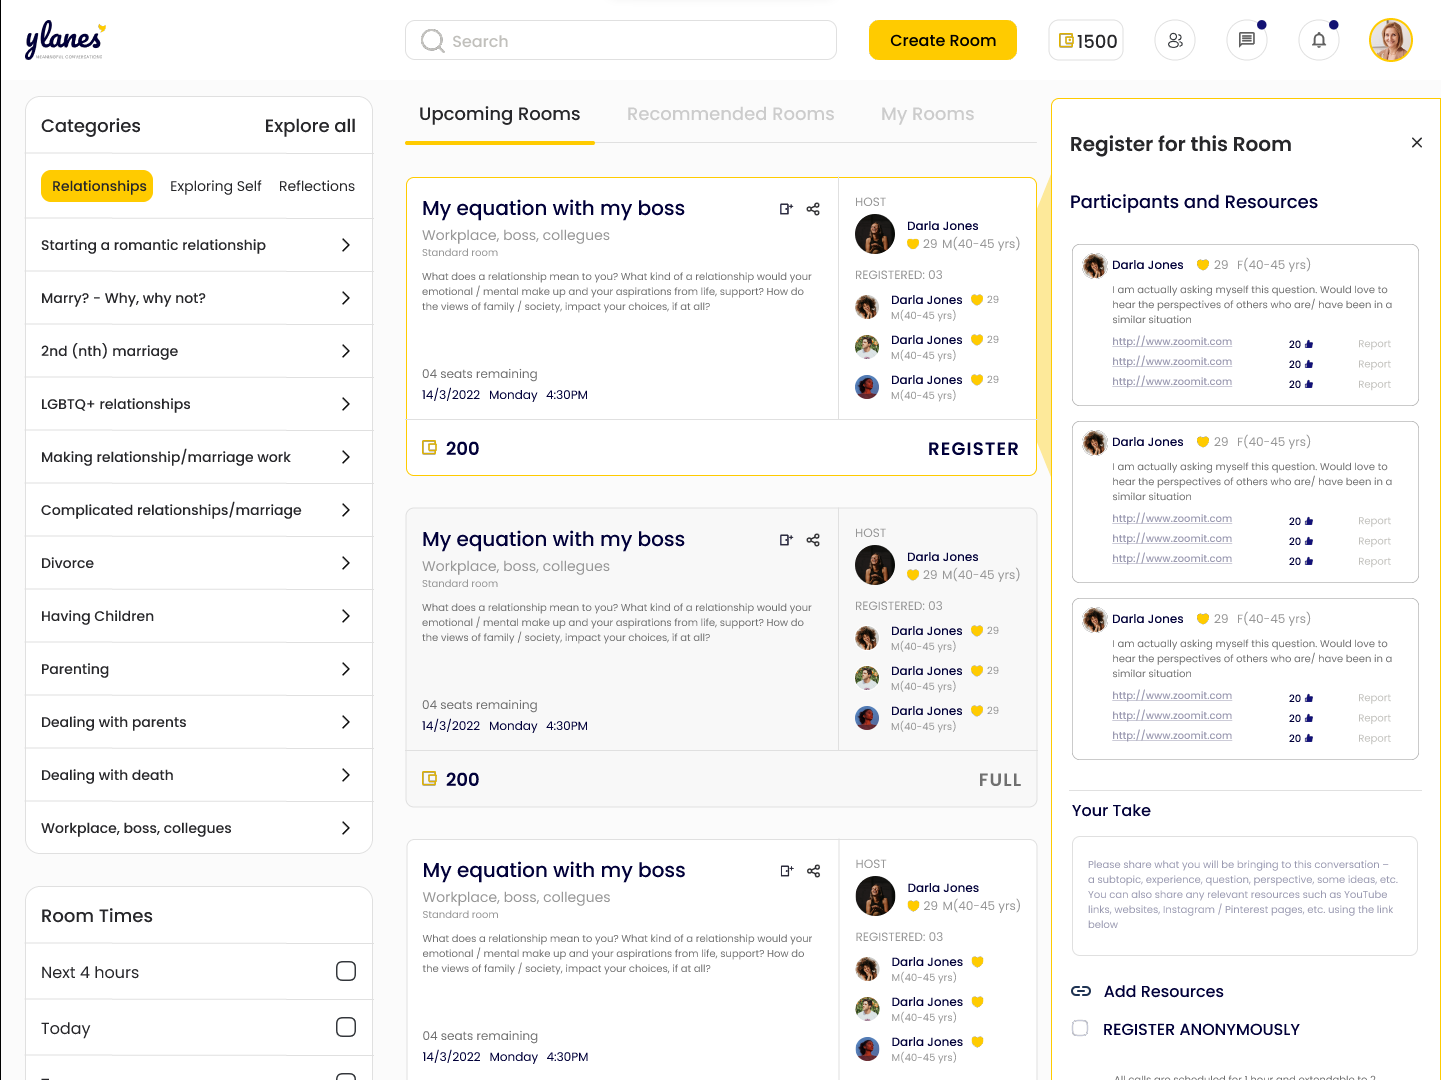 ylanes
MEANINGFUL CONVERSATIONS
Search
Create Room
1500
Categories
Explore all
Relationships
Exploring Self
Reflections
Starting a romantic relationship
Marry? - Why, why not?
2nd (nth) marriage
LGBTQ+ relationships
Making relationship/marriage work
Complicated relationships/marriage
Divorce
Having Children
Parenting
Dealing with parents
Dealing with death
Workplace, boss, collegues
Room Times
Next 4 hours
Today
Upcoming Rooms
Recommended Rooms
My Rooms
My equation with my boss
Workplace, boss, collegues
Standard room
What does a relationship mean to you? What kind of a relationship would your
emotional / mental make up and your aspirations from life, support? How do
the views of family / society, impact your choices, if at all?
04 seats remaining
14/3/2022 Monday 4:30PM
HOST
Darla Jones
29 M(40-45 yrs)
REGISTERED: 03
Darla Jones 29
M(40-45 yrs)
Darla Jones 29
M(40-45 yrs)
Darla Jones 29
M(40-45 yrs)
200
REGISTER
My equation with my boss
Workplace, boss, collegues
Standard room
What does a relationship mean to you? What kind of a relationship would your
emotional / mental make up and your aspirations from life, support? How do
the views of family / society, impact your choices, if at all?
04 seats remaining
14/3/2022 Monday 4:30PM
HOST
Darla Jones
29 M(40-45 yrs)
REGISTERED: 03
Darla Jones 29
M(40-45 yrs)
Darla Jones 29
M(40-45 yrs)
Darla Jones 29
M(40-45 yrs)
200
FULL
My equation with my boss
Workplace, boss, collegues
Standard room
What does a relationship mean to you? What kind of a relationship would your
emotional / mental make up and your aspirations from life, support? How do
the views of family / society, impact your choices, if at all?
04 seats remaining
14/3/2022 Monday 4:30PM
HOST
Darla Jones
29 M(40-45 yrs)
REGISTERED: 03
Darla Jones
M(40-45 yrs)
Darla Jones
M(40-45 yrs)
Darla Jones
M(40-45 yrs)
Register for this Room
Participants and Resources
Darla Jones 29 F(40-45 yrs)
I am actually asking myself this question. Would love to
hear the perspectives of others who are/ have been in a
similar situation
http://www.zoomit.com 20 Report
http://www.zoomit.com 20 Report
http://www.zoomit.com 20 Report
Darla Jones 29 F(40-45 yrs)
I am actually asking myself this question. Would love to
hear the perspectives of others who are/ have been in a
similar situation
http://www.zoomit.com 20 Report
http://www.zoomit.com 20 Report
http://www.zoomit.com 20 Report
Darla Jones 29 F(40-45 yrs)
I am actually asking myself this question. Would love to
hear the perspectives of others who are/ have been in a
similar situation
http://www.zoomit.com 20 Report
http://www.zoomit.com 20 Report
http://www.zoomit.com 20 Report
Your Take
Please share what you will be bringing to this conversation –
a subtopic, experience, question, perspective, some ideas, etc.
You can also share any relevant resources such as YouTube
links, websites, Instagram / Pinterest pages, etc. using the link
below
Add Resources
REGISTER ANONYMOUSLY
All calls are scheduled for 1 hour and extendable to 2